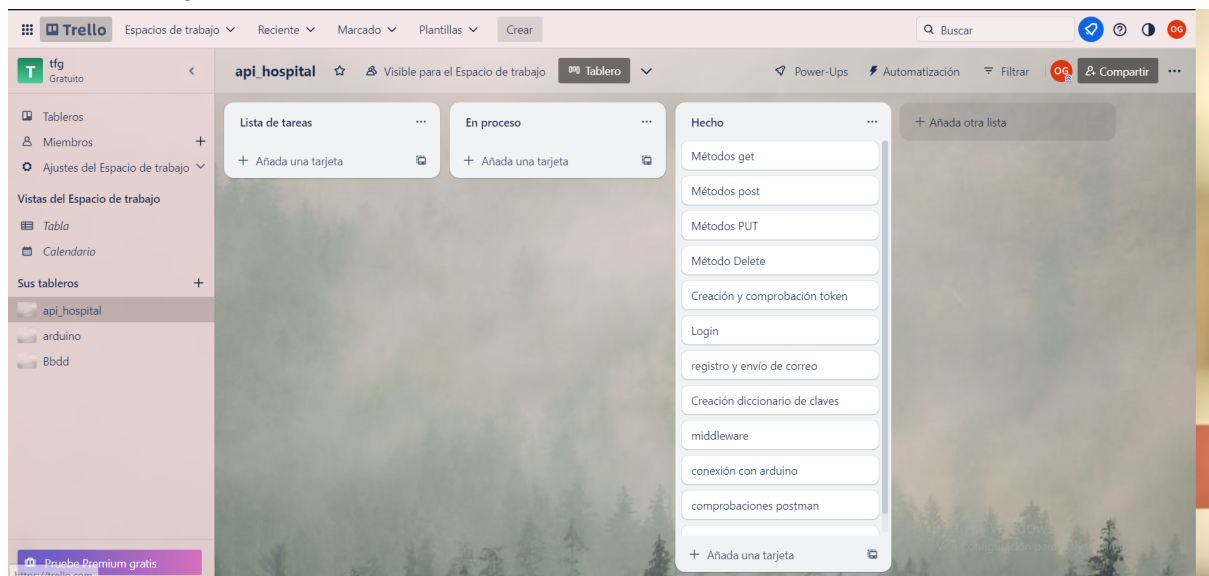 Trello
Espacios de trabajo
Reciente
Marcado
Plantillas
Crear
Buscar
OG
T
tfg
Gratuito
api_hospital
Visible para el Espacio de trabajo
Tablero
Power-Ups
Automatización
Filtrar
OG
Compartir
Tableros
Miembros
Ajustes del Espacio de trabajo
Vistas del Espacio de trabajo
Tabla
Calendario
Sus tableros
api_hospital
arduino
Bbdd
Pruebe Premium gratis
https://trello.com
Lista de tareas
+ Añada una tarjeta
En proceso
+ Añada una tarjeta
Hecho
Métodos get
Métodos post
Métodos PUT
Método Delete
Creación y comprobación token
Login
registro y envío de correo
Creación diccionario de claves
middleware
conexión con arduino
comprobaciones postman
+ Añada una tarjeta
+ Añada otra lista